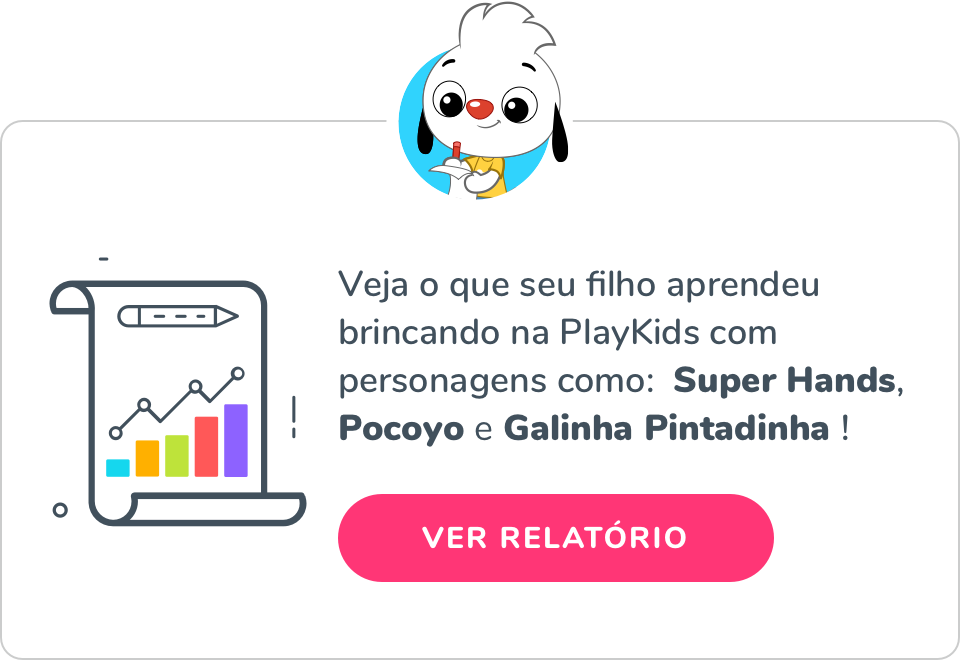 Veja o que seu filho aprendeu
brincando na PlayKids com
personagens como: Super Hands,
Pocoyo e Galinha Pintadinha !
VER RELATÓRIO